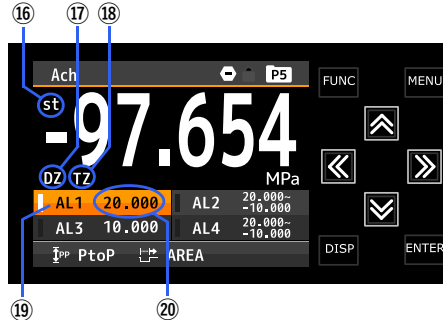 ⑯ ⑰ ⑱
Ach P5
FUNC MENU
st
-97.654
DZ TZ
MPa
AL1 20.000 AL2 20.000~
-10.000
AL3 10.000 AL4 20.000~
-10.000
PP PtoP AREA
DISP ENTER
⑲ ⑳